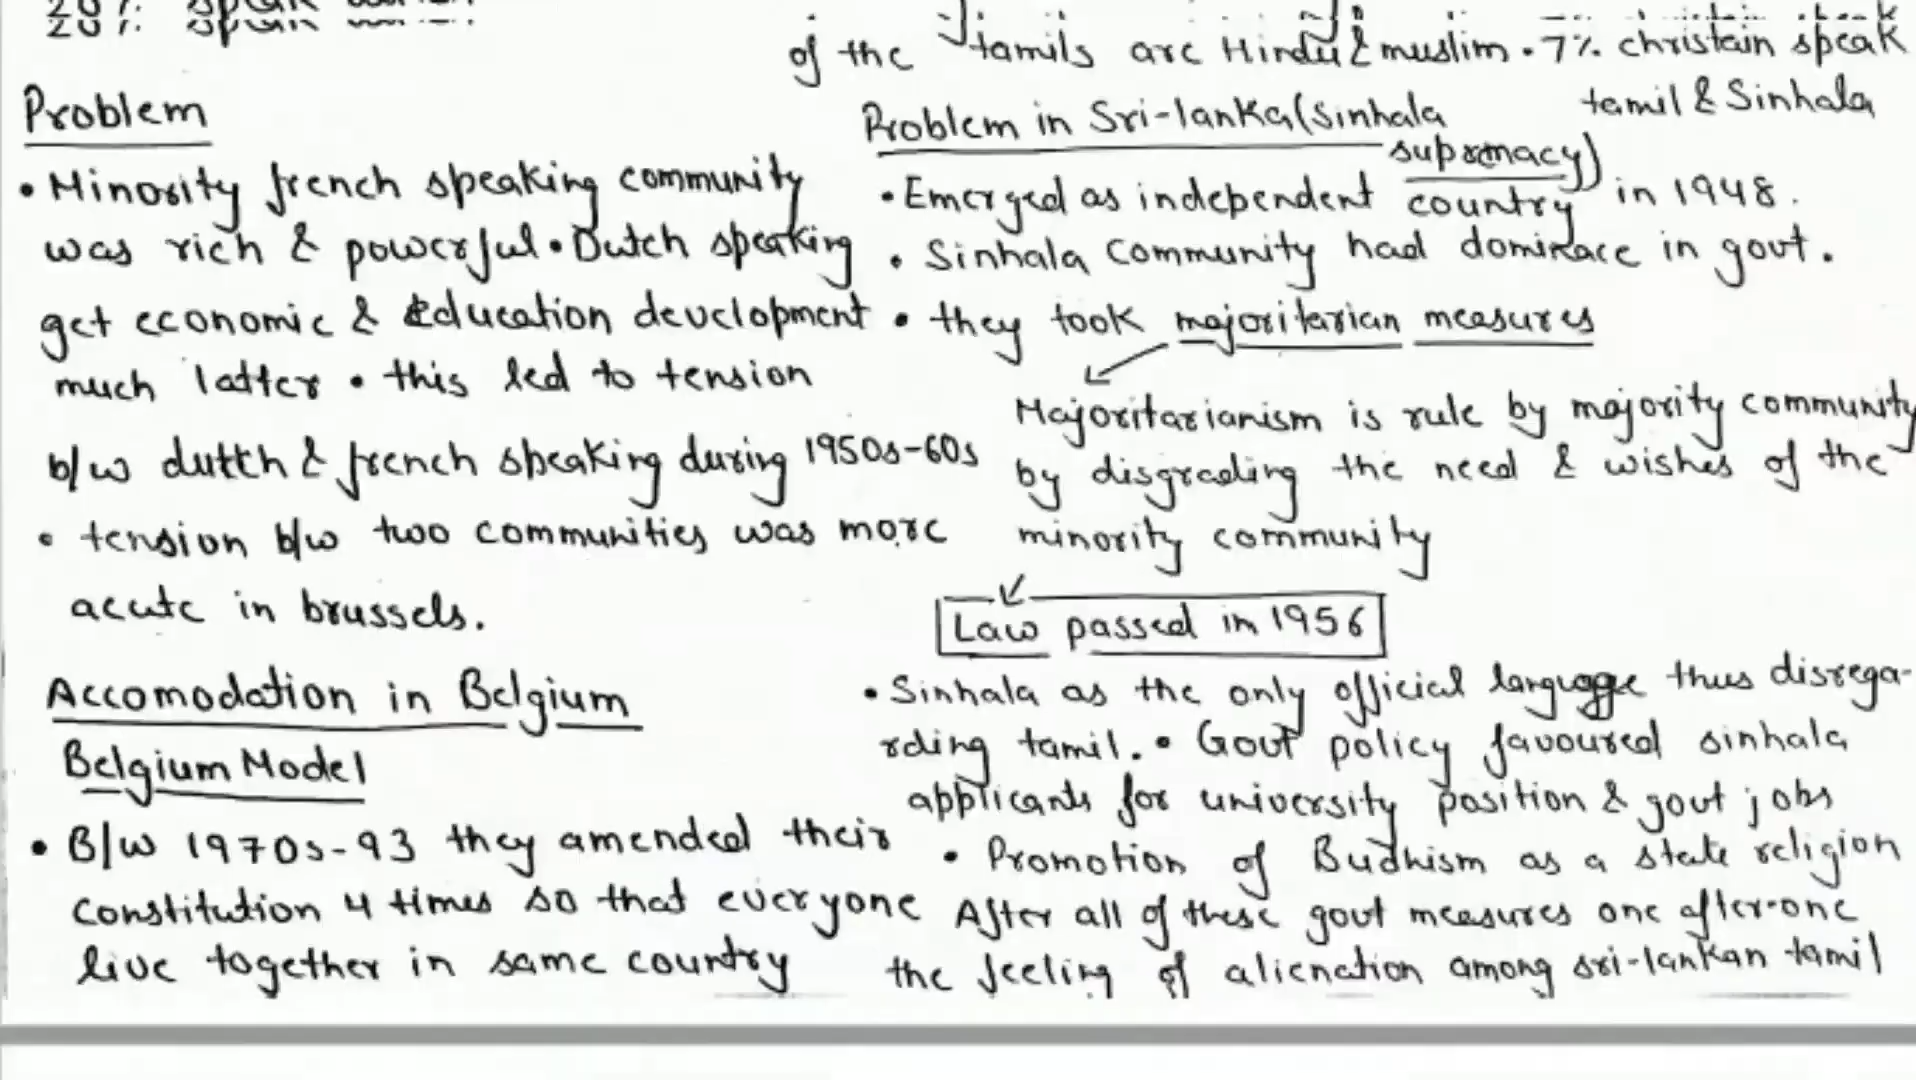 of the tamils are Hindu & muslim. 7% christain speak
tamil & Sinhala
Problem
• Minority french speaking community
was rich & powerful • Dutch speaking
get economic & education development
much latter • this led to tension
b/w dutch & french speaking during 1950s-60s
• tension b/w two communities was more
acute in brussels.
Accomodation in Belgium
Belgium Model
• B/W 1970s-93 they amended their
constitution 4 times so that everyone
live together in same country
Problem in Sri-lanka (Sinhala
supremacy)
• Emerged as independent country in 1948.
• Sinhala community had dominace in govt.
• they took majoritarian measures
Majoritarianism is rule by majority community
by disgrading the need & wishes of the
minority community
Law passed in 1956
• Sinhala as the only official language thus disrega-
rding tamil. • Govt policy favoured sinhala
applicants for university position & govt jobs
• Promotion of Budhism as a state religion
After all of these govt measures one after-one
the feeling of alienation among sri-lankan tamil